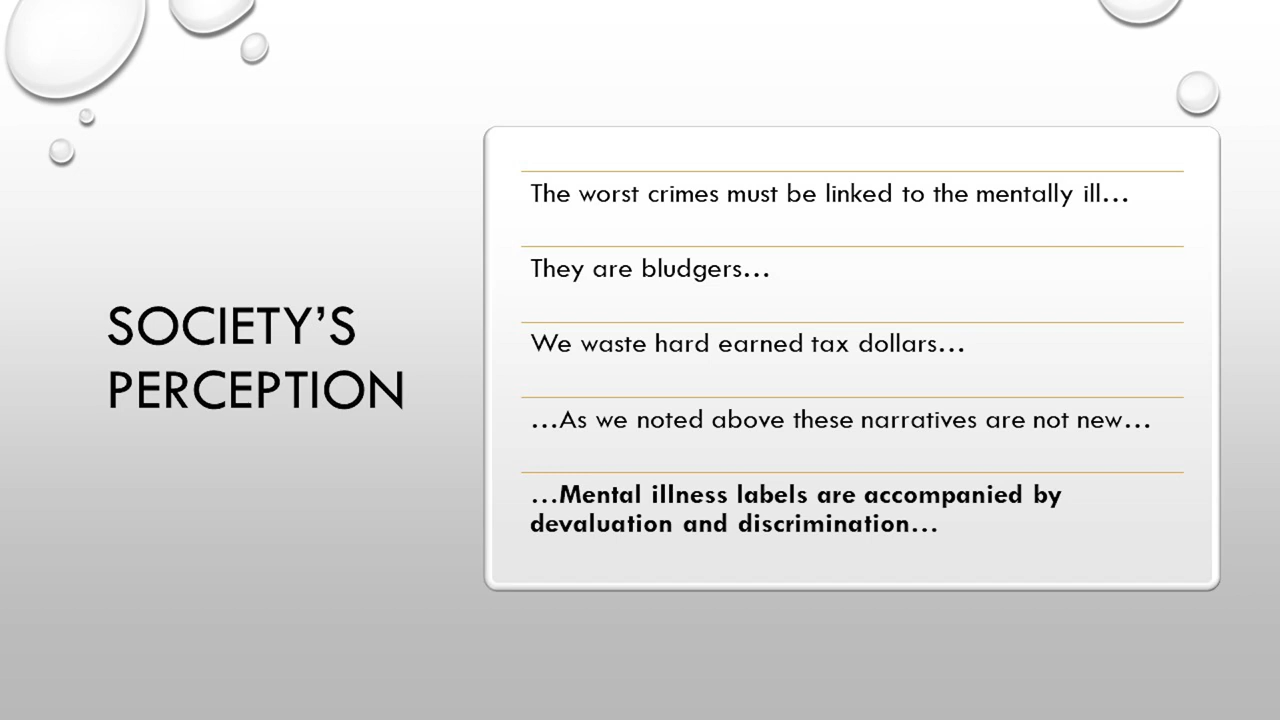 SOCIETY’S
PERCEPTION
The worst crimes must be linked to the mentally ill…
They are bludgers…
We waste hard earned tax dollars…
…As we noted above these narratives are not new…
…Mental illness labels are accompanied by
devaluation and discrimination…